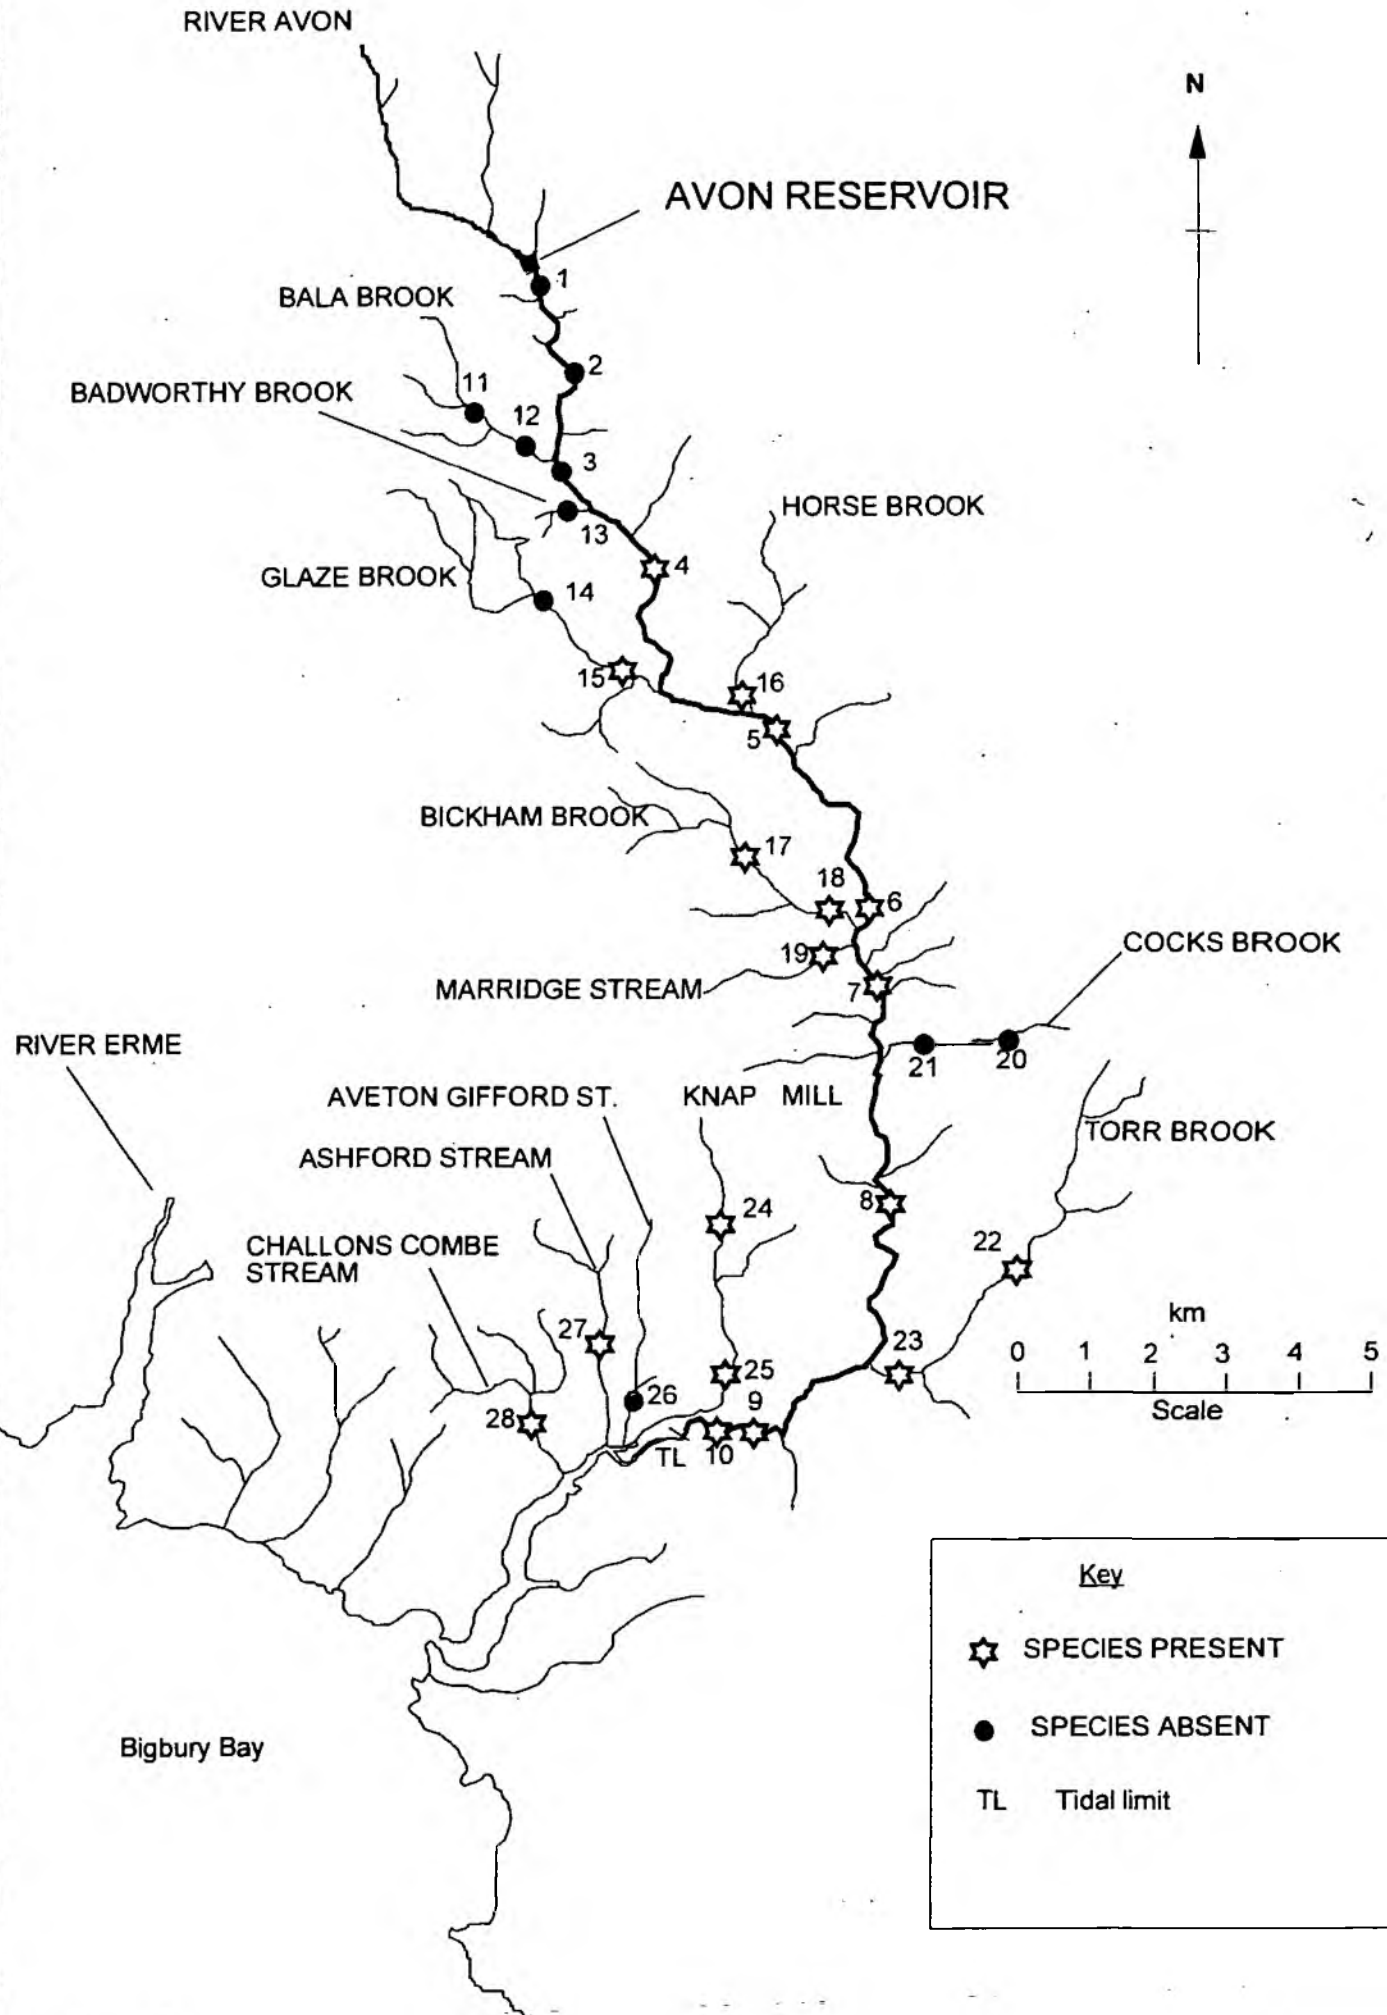 RIVER AVON
N
AVON RESERVOIR
1
BALA BROOK
2
BADWORTHY BROOK
11
12
3
HORSE BROOK
13
4
GLAZE BROOK
14
15
16
5
BICKHAM BROOK
17
18
6
COCKS BROOK
19
MARRIDGE STREAM
7
RIVER ERME
21
20
AVETON GIFFORD ST.
KNAP MILL
TORR BROOK
ASHFORD STREAM
8
24
22
CHALLONS COMBE
STREAM
km
27
23
0 1 2 3 4 5
25
26
9
Scale
28
TL
10
Key
SPECIES PRESENT
SPECIES ABSENT
Bigbury Bay
TL Tidal limit